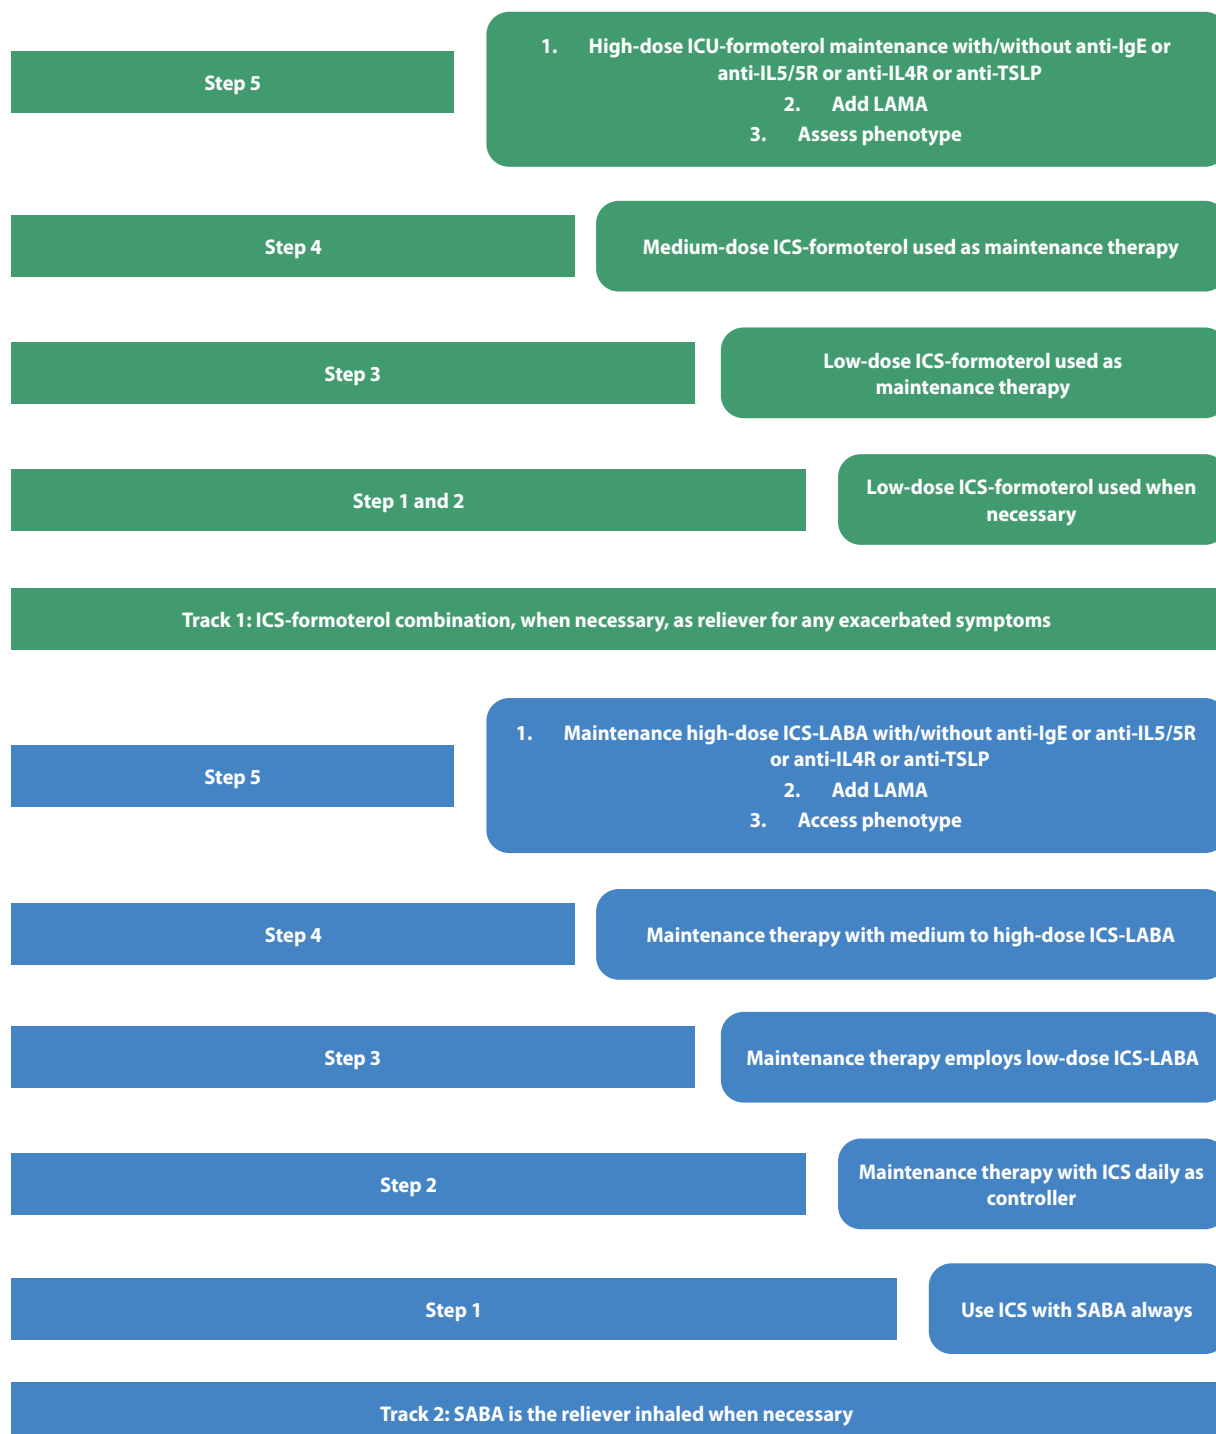 Step 5
1. High-dose ICU-formoterol maintenance with/without anti-IgE or
anti-IL5/5R or anti-IL4R or anti-TSLP
2. Add LAMA
3. Assess phenotype
Step 4
Medium-dose ICS-formoterol used as maintenance therapy
Step 3
Low-dose ICS-formoterol used as
maintenance therapy
Step 1 and 2
Low-dose ICS-formoterol used when
necessary
Track 1: ICS-formoterol combination, when necessary, as reliever for any exacerbated symptoms
Step 5
1. Maintenance high-dose ICS-LABA with/without anti-IgE or anti-IL5/5R
or anti-IL4R or anti-TSLP
2. Add LAMA
3. Access phenotype
Step 4
Maintenance therapy with medium to high-dose ICS-LABA
Step 3
Maintenance therapy employs low-dose ICS-LABA
Step 2
Maintenance therapy with ICS daily as
controller
Step 1
Use ICS with SABA always
Track 2: SABA is the reliever inhaled when necessary